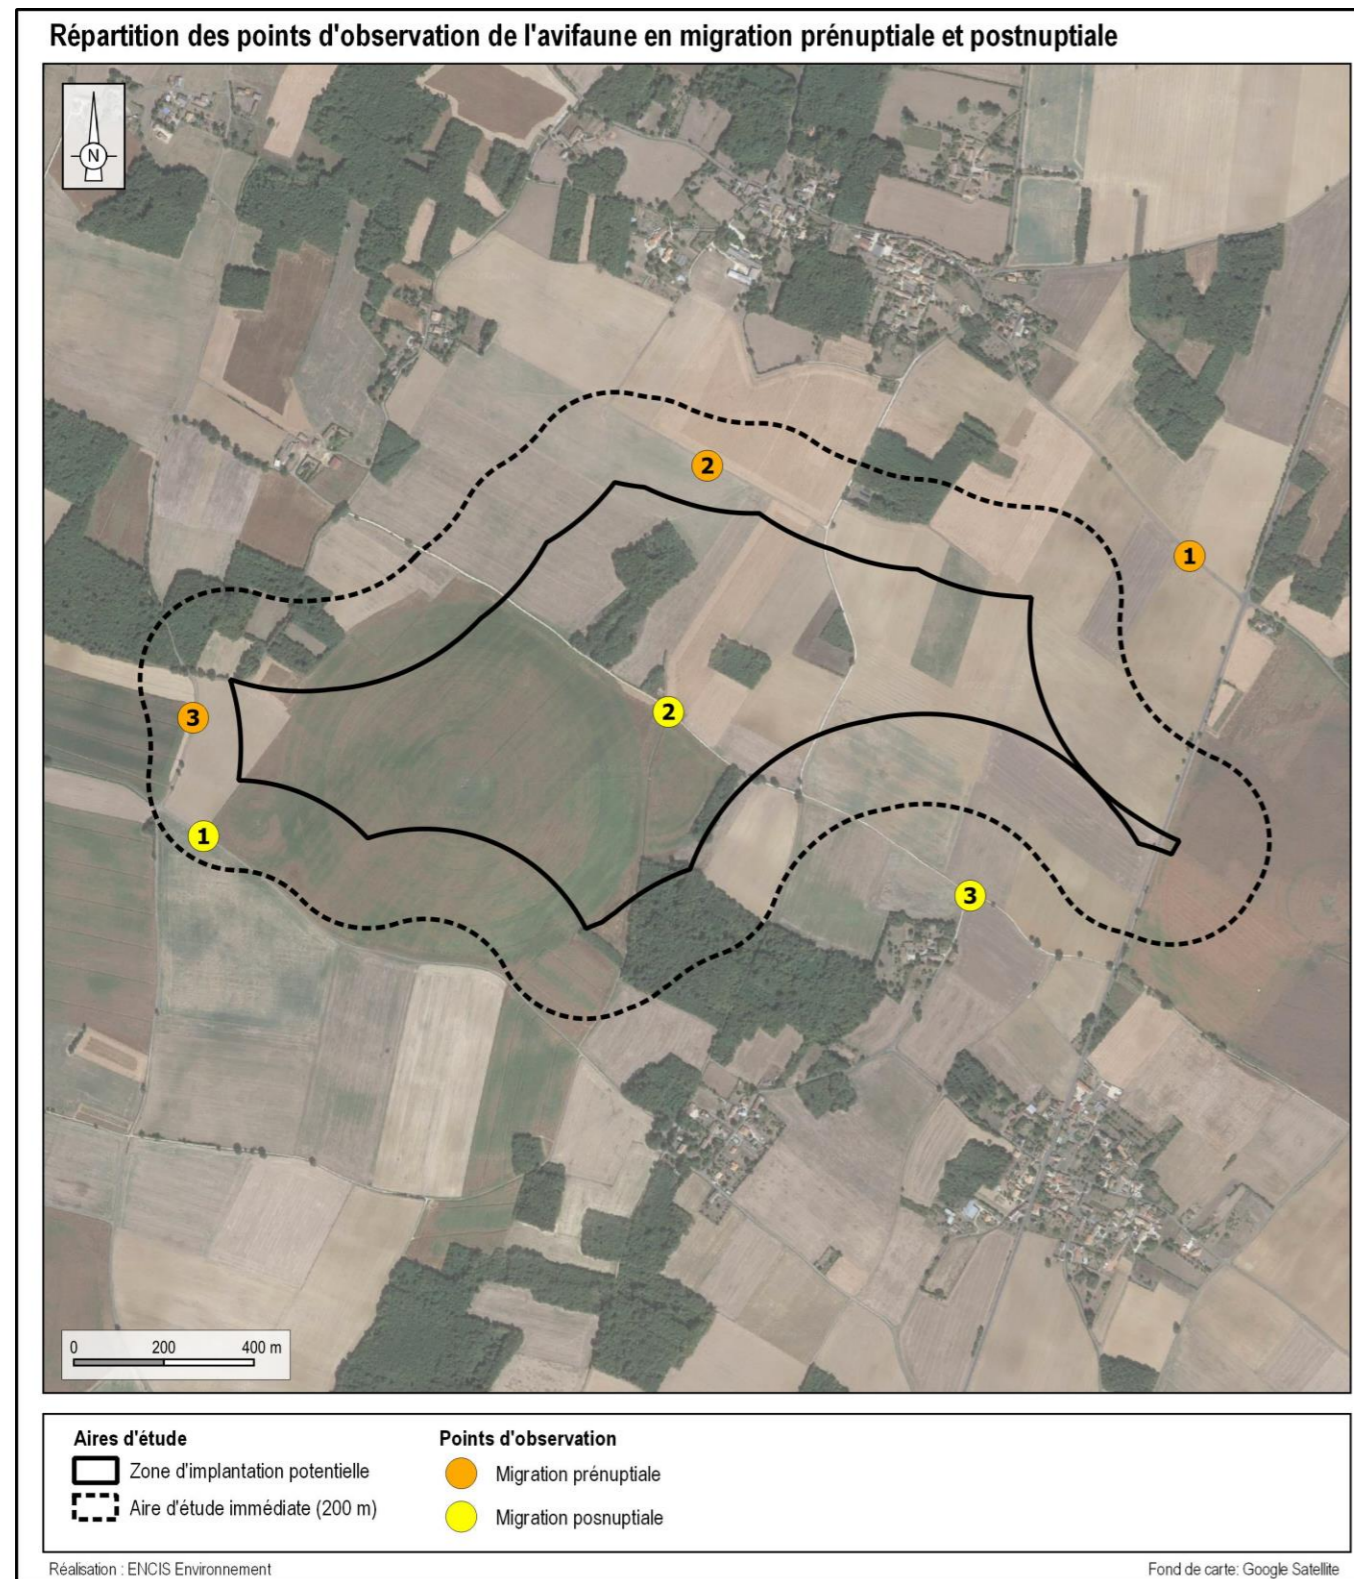 Répartition des points d'observation de l'avifaune en migration prénuptiale et postnuptiale
N
2
1
3
2
1
3
0 200 400 m
Aires d'étude Points d'observation
Zone d'implantation potentielle Migration prénuptiale
Aire d'étude immédiate (200 m) Migration posnuptiale
Réalisation : ENCIS Environnement Fond de carte: Google Satellite